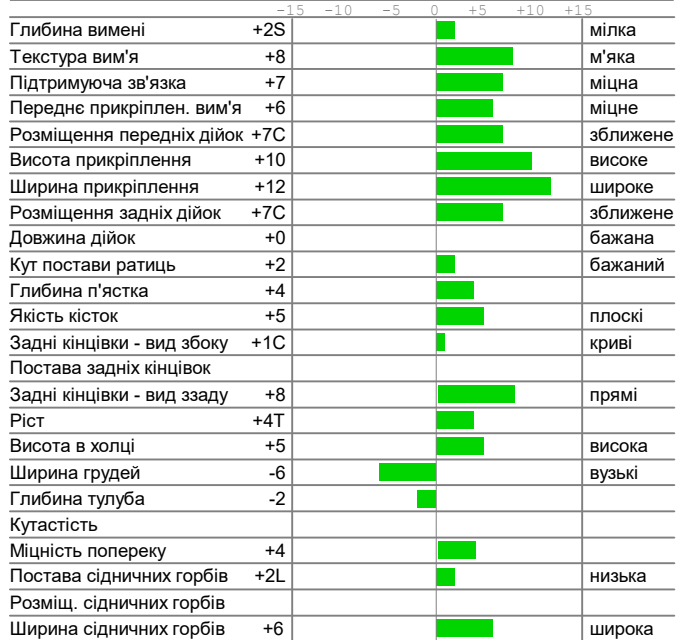 -15 -10 -5 0 +5 +10 +15
Глибина вимені +2S мілка
Текстура вим'я +8 м'яка
Підтримуюча зв'язка +7 міцна
Переднє прикріплен. вим'я +6 міцне
Розміщення передніх дійок +7C зближене
Висота прикріплення +10 високе
Ширина прикріплення +12 широке
Розміщення задніх дійок +7C зближене
Довжина дійок +0 бажана
Кут постави ратиць +2 бажаний
Глибина п'ястка +4
Якість кісток +5 плоскі
Задні кінцівки - вид збоку +1C криві
Постава задніх кінцівок
Задні кінцівки - вид ззаду +8 прямі
Ріст +4T
Висота в холці +5 висока
Ширина грудей -6 вузькі
Глибина тулуба -2
Кутастість
Міцність попереку +4
Постава сідничних горбів +2L низька
Розміщ. сідничних горбів
Ширина сідничних горбів +6 широка